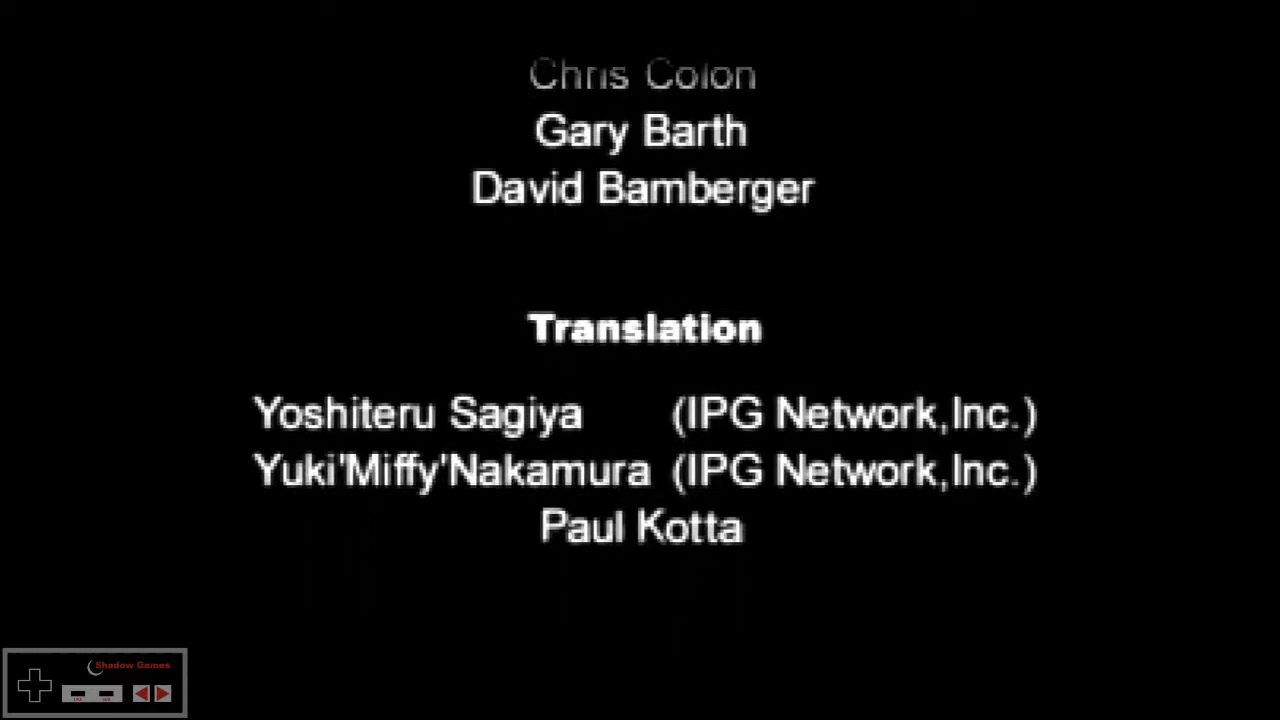 Chris Colon
Gary Barth
David Bamberger
Translation
Yoshiteru Sagiya (IPG Network,Inc.)
Yuki'Miffy'Nakamura (IPG Network,Inc.)
Paul Kotta
Shadow Games